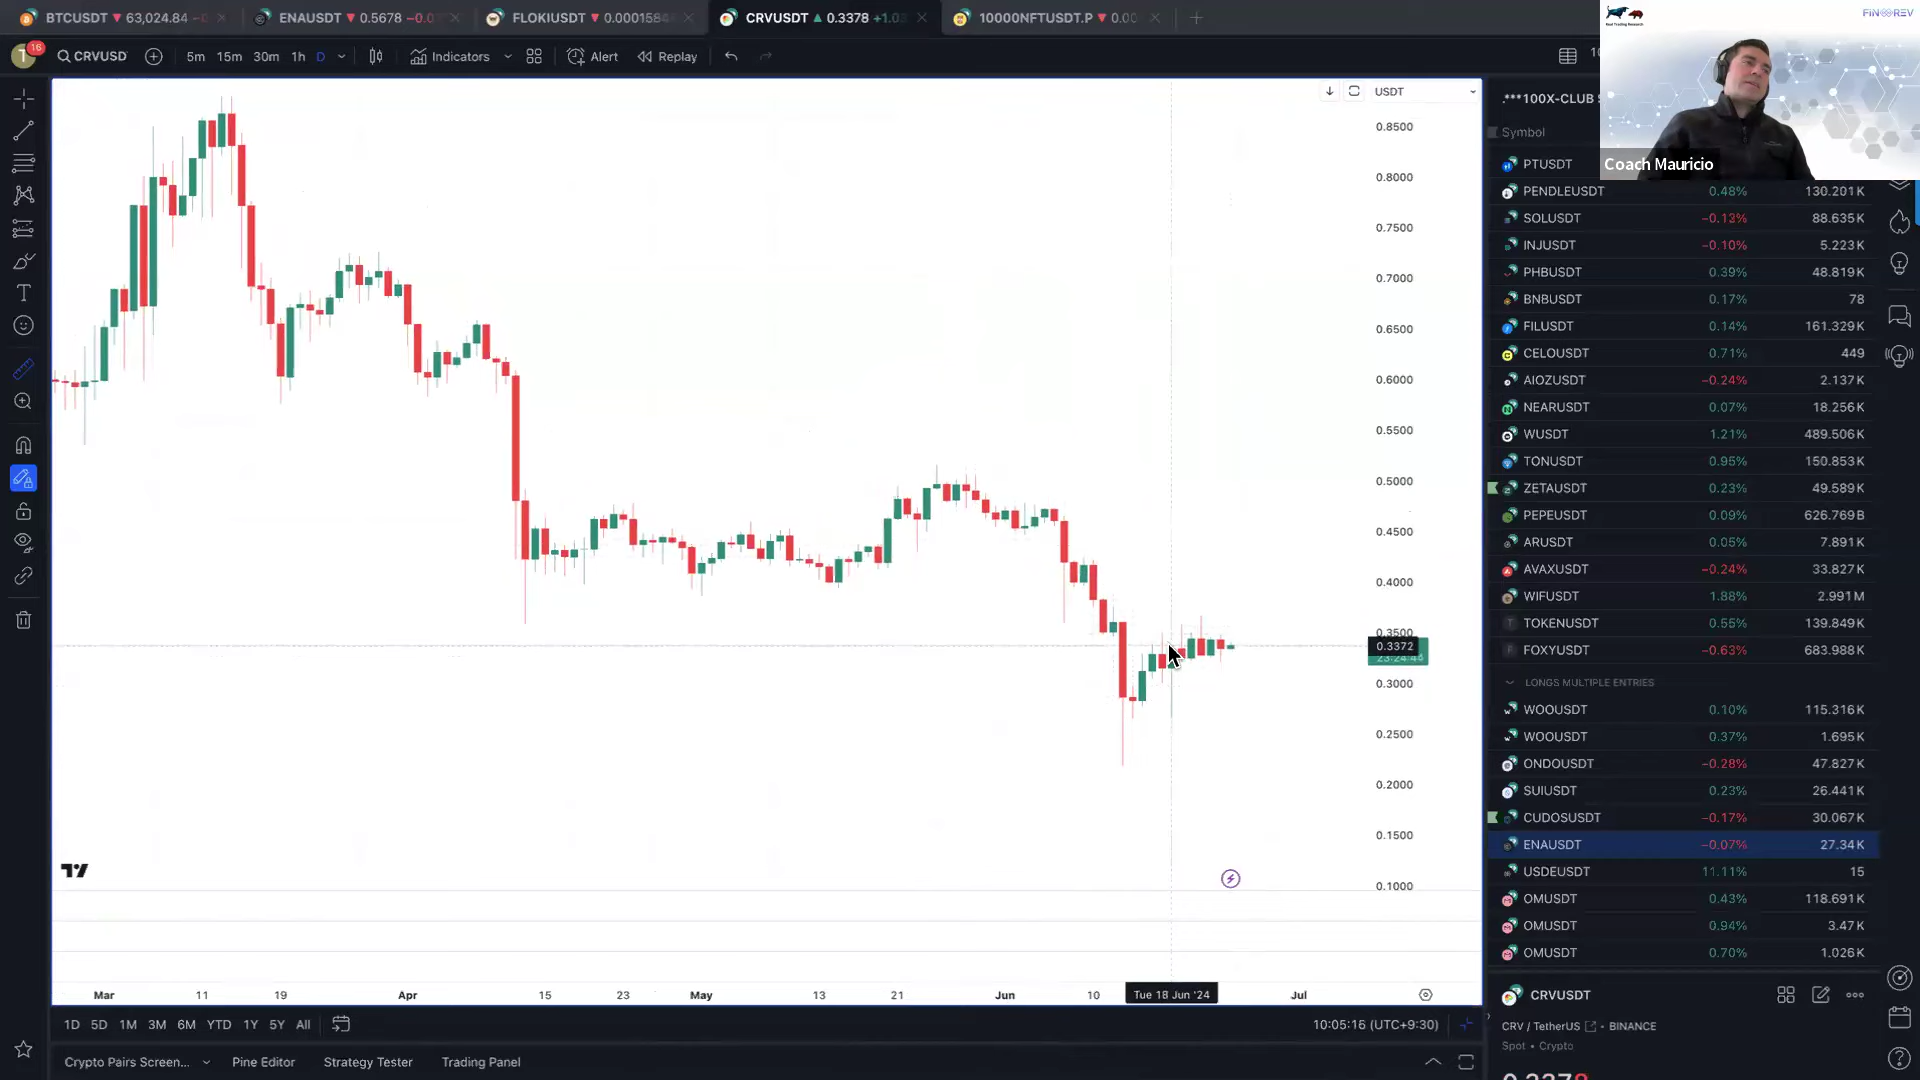 BTCUSDT ▼ 63,024.84
ENAUSDT ▼ 0.5678
FLOKIUSDT ▼ 0.0001584
CRVUSDT ▲ 0.3378 +1.0
10000NFTUSDT.P ▼ 0.00
T 16 CRVUSD 5m 15m 30m 1h D Indicators Alert Replay
USDT
0.8500
0.8000
0.7500
0.7000
0.6500
0.6000
0.5500
0.5000
0.4500
0.4000
0.3500
0.3372
23:24:44
0.3000
0.2500
0.2000
0.1500
0.1000
Mar 11 19 Apr 15 23 May 13 21 Jun 10 Tue 18 Jun '24 Jul
1D 5D 1M 3M 6M YTD 1Y 5Y All
10:05:16 (UTC+9:30)
Crypto Pairs Screen... Pine Editor Strategy Tester Trading Panel
Real Trading Research
FIN REV
Coach Mauricio
.***100X-CLUB
Symbol
PTUSDT
PENDLEUSDT 0.48% 130.201K
SOLUSDT −0.13% 88.635K
INJUSDT −0.10% 5.223K
PHBUSDT 0.39% 48.819K
BNBUSDT 0.17% 78
FILUSDT 0.14% 161.329K
CELOUSDT 0.71% 449
AIOZUSDT −0.24% 2.137K
NEARUSDT 0.07% 18.256K
WUSDT 1.21% 489.506K
TONUSDT 0.95% 150.853K
ZETAUSDT 0.23% 49.589K
PEPEUSDT 0.09% 626.769B
ARUSDT 0.05% 7.891K
AVAXUSDT −0.24% 33.827K
WIFUSDT 1.88% 2.991M
TOKENUSDT 0.55% 139.849K
FOXYUSDT −0.63% 683.988K
LONGS MULTIPLE ENTRIES
WOOUSDT 0.10% 115.316K
WOOUSDT 0.37% 1.695K
ONDOUSDT −0.28% 47.827K
SUIUSDT 0.23% 26.441K
CUDOSUSDT −0.17% 30.067K
ENAUSDT −0.07% 27.34K
USDEUSDT 11.11% 15
OMUSDT 0.43% 118.691K
OMUSDT 0.94% 3.47K
OMUSDT 0.70% 1.026K
CRVUSDT
CRV / TetherUS • BINANCE
Spot • Crypto